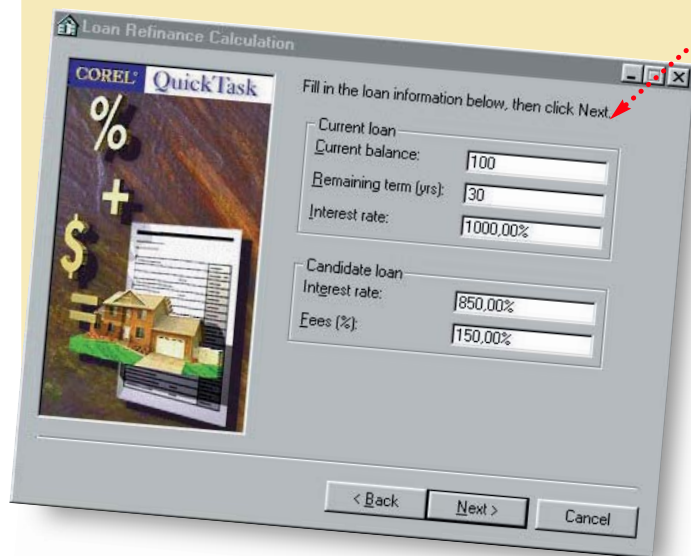 Loan Refinance Calculation
COREL QuickTask
% + $ =
Fill in the loan information below, then click Next.
Current loan
Current balance: 100
Remaining term (yrs): 30
Interest rate: 1000,00%
Candidate loan
Interest rate: 850,00%
Fees (%): 150,00%
< Back Next > Cancel